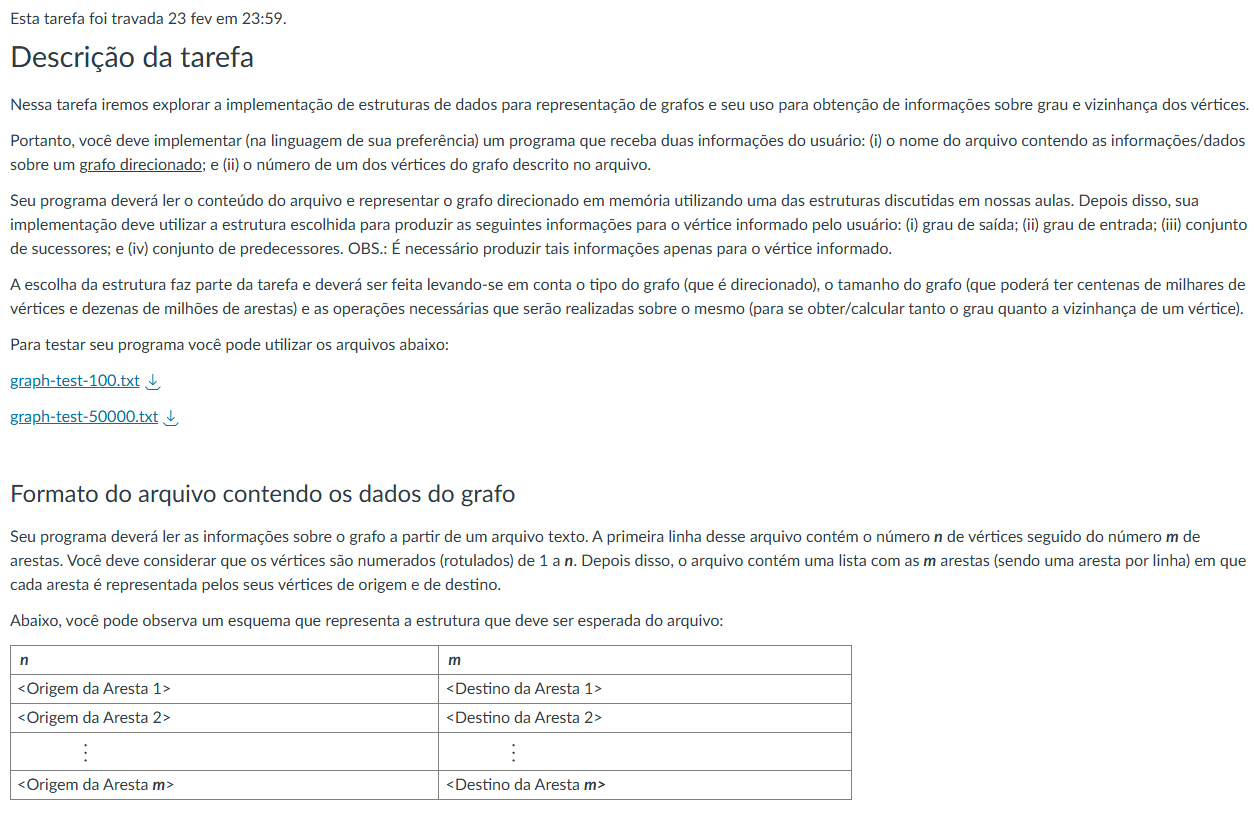 Esta tarefa foi travada 23 fev em 23:59.
Descrição da tarefa
Nessa tarefa iremos explorar a implementação de estruturas de dados para representação de grafos e seu uso para obtenção de informações sobre grau e vizinhança dos vértices.
Portanto, você deve implementar (na linguagem de sua preferência) um programa que receba duas informações do usuário: (i) o nome do arquivo contendo as informações/dados
sobre um grafo direcionado; e (ii) o número de um dos vértices do grafo descrito no arquivo.
Seu programa deverá ler o conteúdo do arquivo e representar o grafo direcionado em memória utilizando uma das estruturas discutidas em nossas aulas. Depois disso, sua
implementação deve utilizar a estrutura escolhida para produzir as seguintes informações para o vértice informado pelo usuário: (i) grau de saída; (ii) grau de entrada; (iii) conjunto
de sucessores; e (iv) conjunto de predecessores. OBS.: É necessário produzir tais informações apenas para o vértice informado.
A escolha da estrutura faz parte da tarefa e deverá ser feita levando-se em conta o tipo do grafo (que é direcionado), o tamanho do grafo (que poderá ter centenas de milhares de
vértices e dezenas de milhões de arestas) e as operações necessárias que serão realizadas sobre o mesmo (para se obter/calcular tanto o grau quanto a vizinhança de um vértice).
Para testar seu programa você pode utilizar os arquivos abaixo:
graph-test-100.txt
graph-test-50000.txt
Formato do arquivo contendo os dados do grafo
Seu programa deverá ler as informações sobre o grafo a partir de um arquivo texto. A primeira linha desse arquivo contém o número n de vértices seguido do número m de
arestas. Você deve considerar que os vértices são numerados (rotulados) de 1 a n. Depois disso, o arquivo contém uma lista com as m arestas (sendo uma aresta por linha) em que
cada aresta é representada pelos seus vértices de origem e de destino.
Abaixo, você pode observa um esquema que representa a estrutura que deve ser esperada do arquivo:
n m
<Origem da Aresta 1> <Destino da Aresta 1>
<Origem da Aresta 2> <Destino da Aresta 2>
⋮ ⋮
<Origem da Aresta m> <Destino da Aresta m>